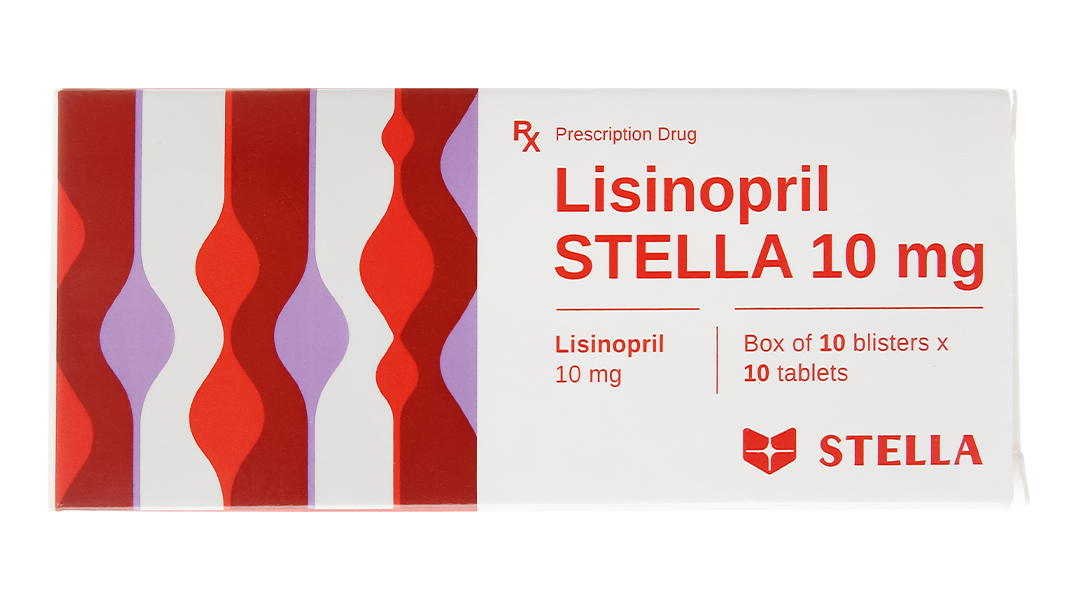 Rx Prescription Drug
Lisinopril
STELLA 10 mg
Lisinopril
10 mg
Box of 10 blisters x
10 tablets
STELLA